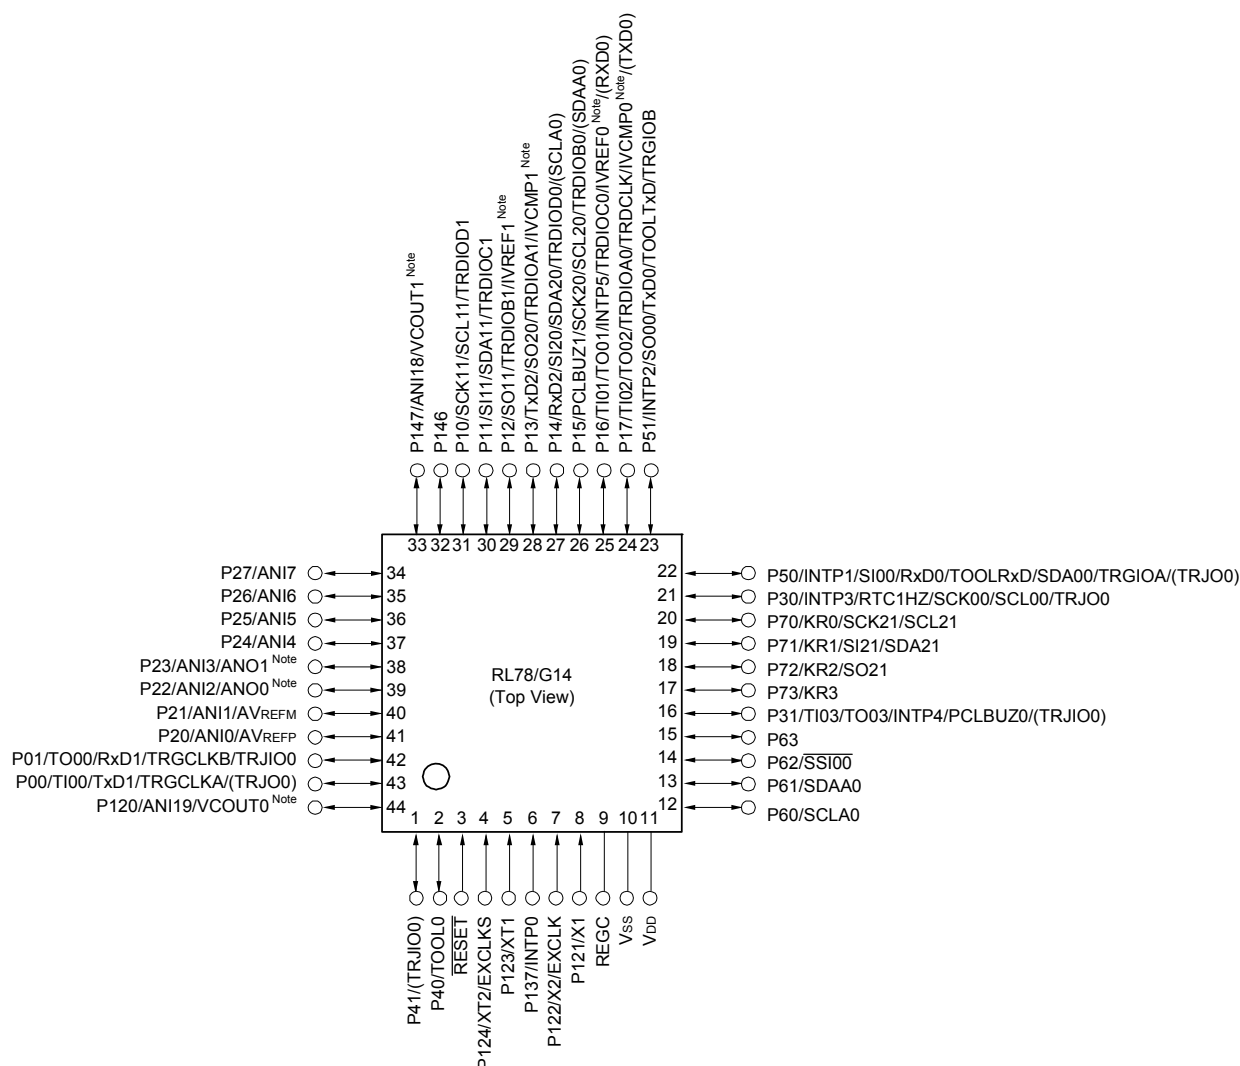 P147/ANI18/VCOUT1 Note
P146
P10/SCK11/SCL11/TRDIOD1
P11/SI11/SDA11/TRDIOC1
P12/SO11/TRDIOB1/IVREF1 Note
P13/TxD2/SO20/TRDIOA1/IVCMP1 Note
P14/RxD2/SI20/SDA20/TRDIOD0/(SCLA0)
P15/PCLBUZ1/SCK20/SCL20/TRDIOB0/(SDAA0)
P16/TI01/TO01/INTP5/TRDIOC0/IVREF0 Note/(RXD0)
P17/TI02/TO02/TRDIOA0/TRDCLK/IVCMP0 Note/(TXD0)
P51/INTP2/SO00/TxD0/TOOLTxD/TRGIOB
33 32 31 30 29 28 27 26 25 24 23
P27/ANI7 34
P26/ANI6 35
P25/ANI5 36
P24/ANI4 37
P23/ANI3/ANO1 Note 38
P22/ANI2/ANO0 Note 39
P21/ANI1/AVREFM 40
P20/ANI0/AVREFP 41
P01/TO00/RxD1/TRGCLKB/TRJIO0 42
P00/TI00/TxD1/TRGCLKA/(TRJO0) 43
P120/ANI19/VCOUT0 Note 44
RL78/G14
(Top View)
22 P50/INTP1/SI00/RxD0/TOOLRxD/SDA00/TRGIOA/(TRJO0)
21 P30/INTP3/RTC1HZ/SCK00/SCL00/TRJO0
20 P70/KR0/SCK21/SCL21
19 P71/KR1/SI21/SDA21
18 P72/KR2/SO21
17 P73/KR3
16 P31/TI03/TO03/INTP4/PCLBUZ0/(TRJIO0)
15 P63
14 P62/SSI00
13 P61/SDAA0
12 P60/SCLA0
1 2 3 4 5 6 7 8 9 10 11
P41/(TRJIO0)
P40/TOOL0
RESET
P124/XT2/EXCLKS
P123/XT1
P137/INTP0
P122/X2/EXCLK
P121/X1
REGC
VSS
VDD